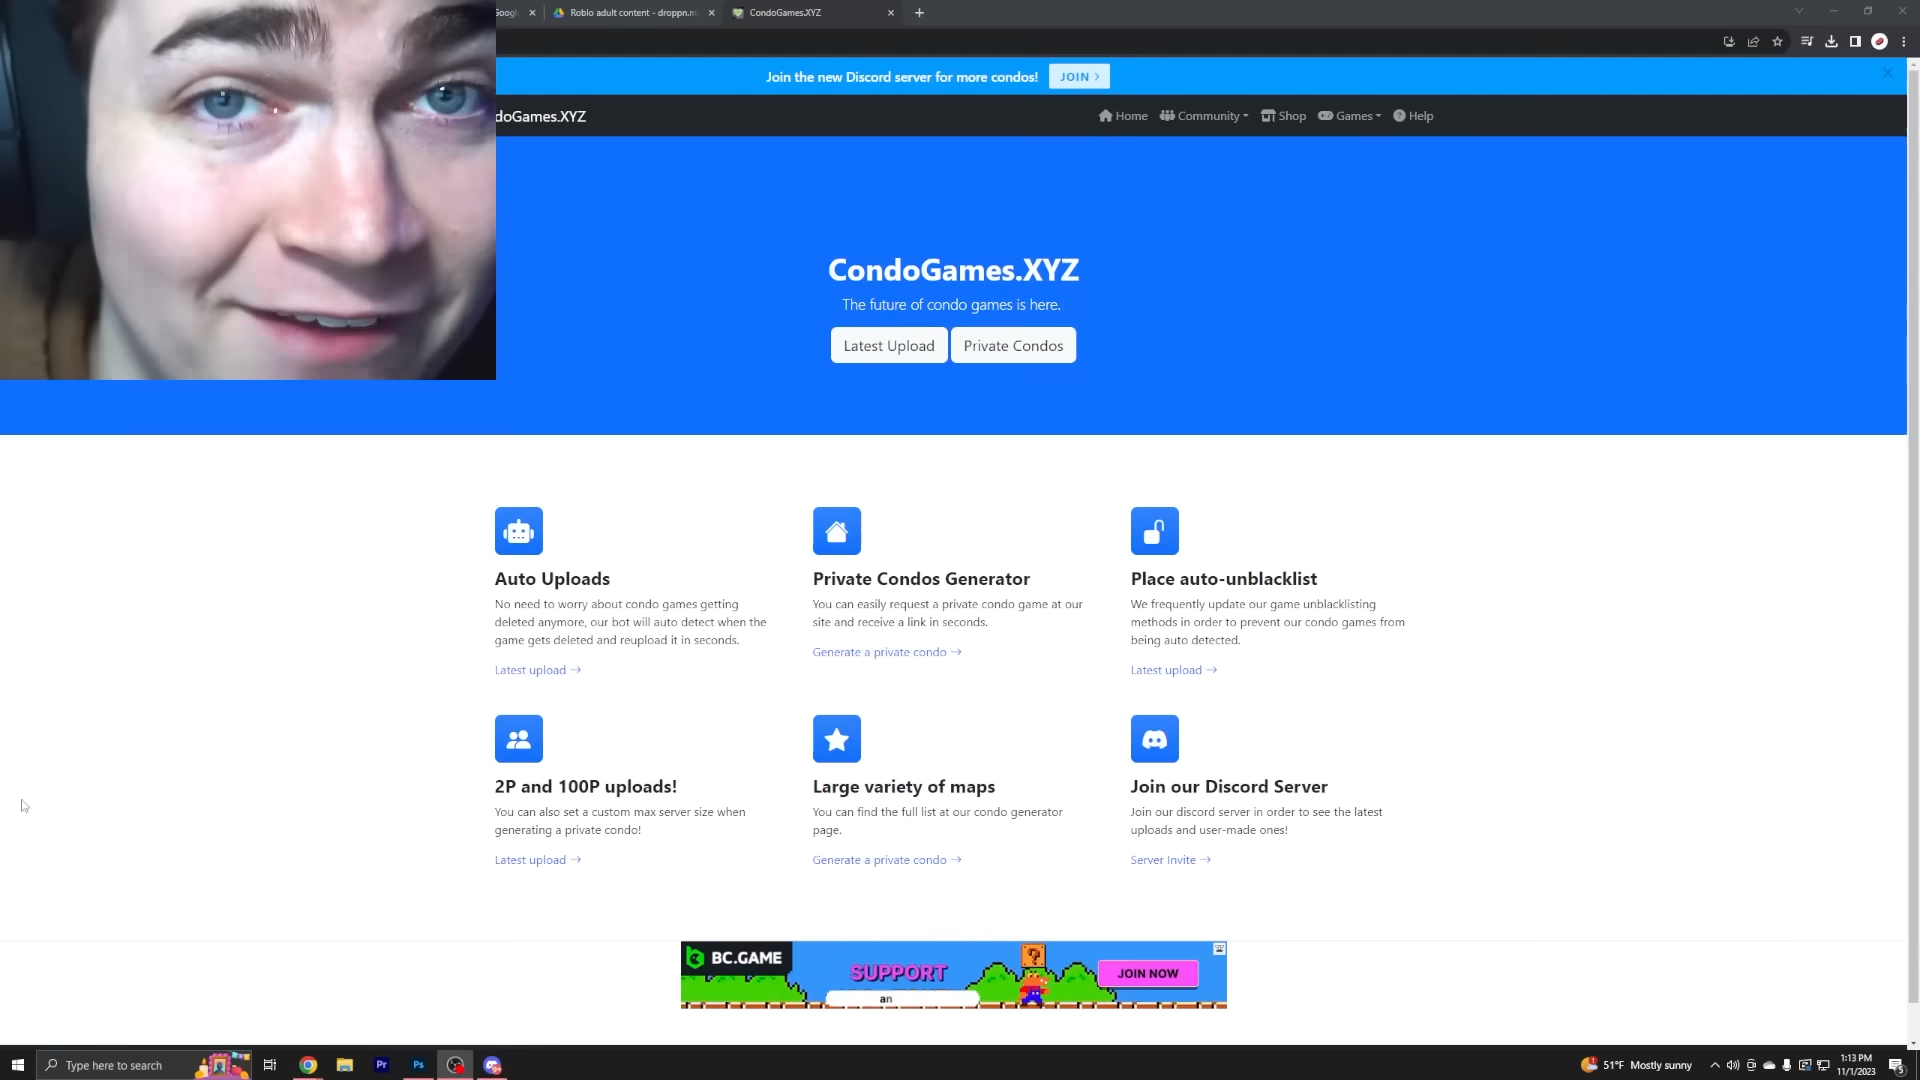 Google
Roblo adult content - droppn.m
CondoGames.XYZ
Join the new Discord server for more condos!
JOIN >
doGames.XYZ
Home
Community
Shop
Games
Help
CondoGames.XYZ
The future of condo games is here.
Latest Upload
Private Condos
Auto Uploads
No need to worry about condo games getting
deleted anymore, our bot will auto detect when the
game gets deleted and reupload it in seconds.
Latest upload →
Private Condos Generator
You can easily request a private condo game at our
site and receive a link in seconds.
Generate a private condo →
Place auto-unblacklist
We frequently update our game unblacklisting
methods in order to prevent our condo games from
being auto detected.
Latest upload →
2P and 100P uploads!
You can also set a custom max server size when
generating a private condo!
Latest upload →
Large variety of maps
You can find the full list at our condo generator
page.
Generate a private condo →
Join our Discord Server
Join our discord server in order to see the latest
uploads and user-made ones!
Server Invite →
BC.GAME
SUPPORT
an
?
JOIN NOW
Type here to search
Pr
Ps
51°F Mostly sunny
1:13 PM
11/1/2023
5